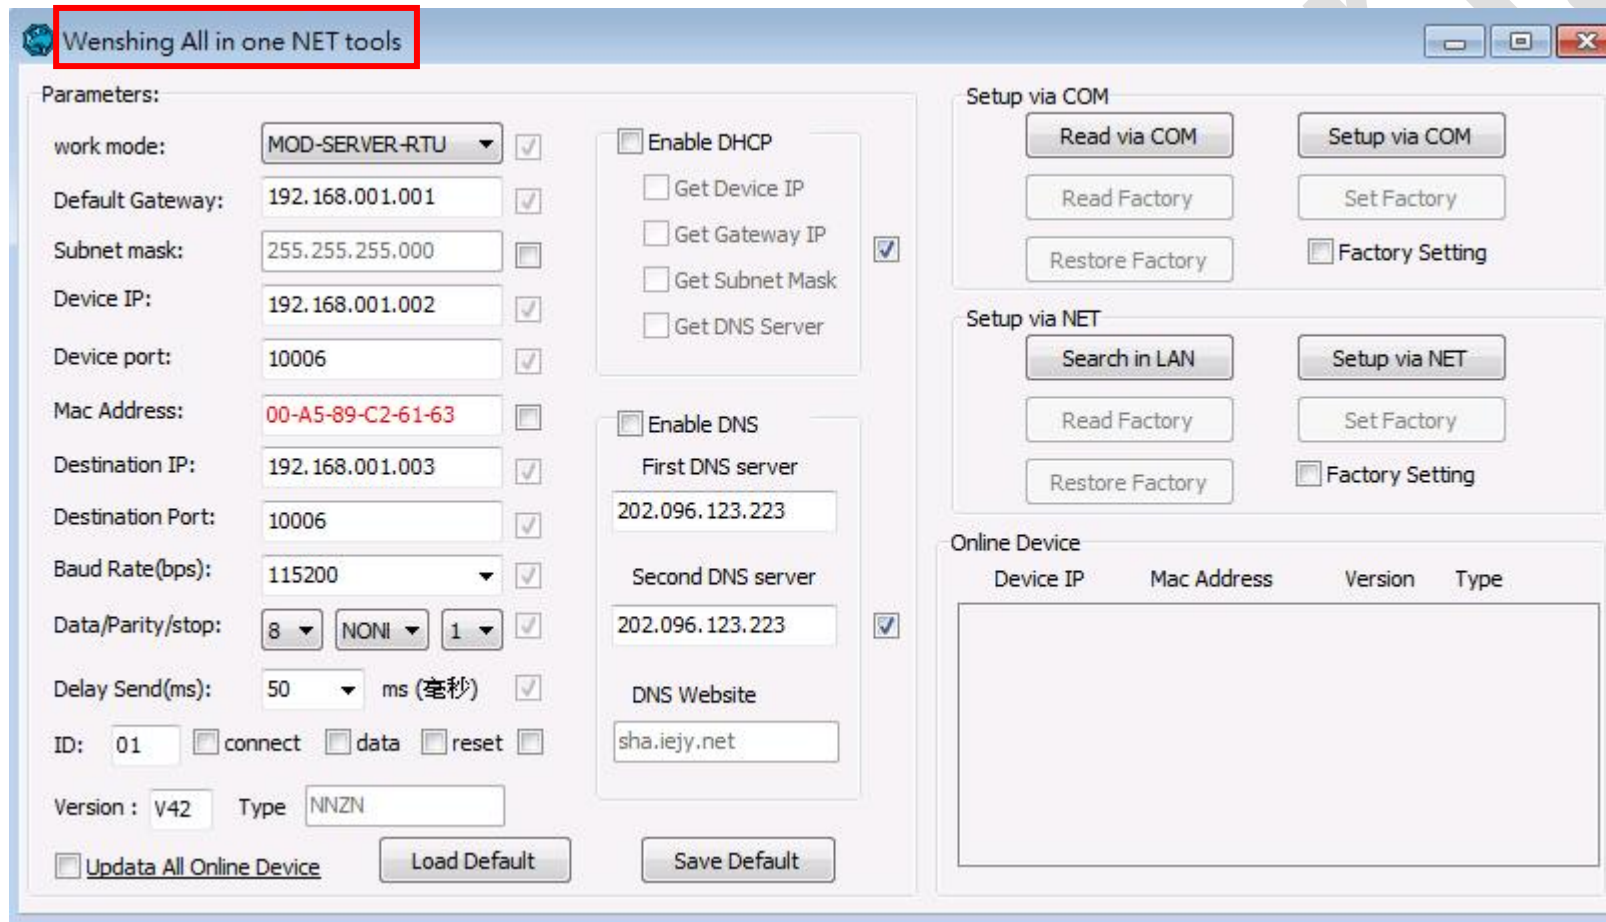 Wenshing All in one NET tools
Parameters:
work mode: MOD-SERVER-RTU
Default Gateway: 192.168.001.001
Subnet mask: 255.255.255.000
Device IP: 192.168.001.002
Device port: 10006
Mac Address: 00-A5-89-C2-61-63
Destination IP: 192.168.001.003
Destination Port: 10006
Baud Rate(bps): 115200
Data/Parity/stop: 8 NONI 1
Delay Send(ms): 50 ms (毫秒)
ID: 01 connect data reset
Version : V42 Type NNZN
Updata All Online Device Load Default Save Default
Enable DHCP
Get Device IP
Get Gateway IP
Get Subnet Mask
Get DNS Server
Enable DNS
First DNS server
202.096.123.223
Second DNS server
202.096.123.223
DNS Website
sha.iejy.net
Setup via COM
Read via COM Setup via COM
Read Factory Set Factory
Restore Factory Factory Setting
Setup via NET
Search in LAN Setup via NET
Read Factory Set Factory
Restore Factory Factory Setting
Online Device
Device IP Mac Address Version Type